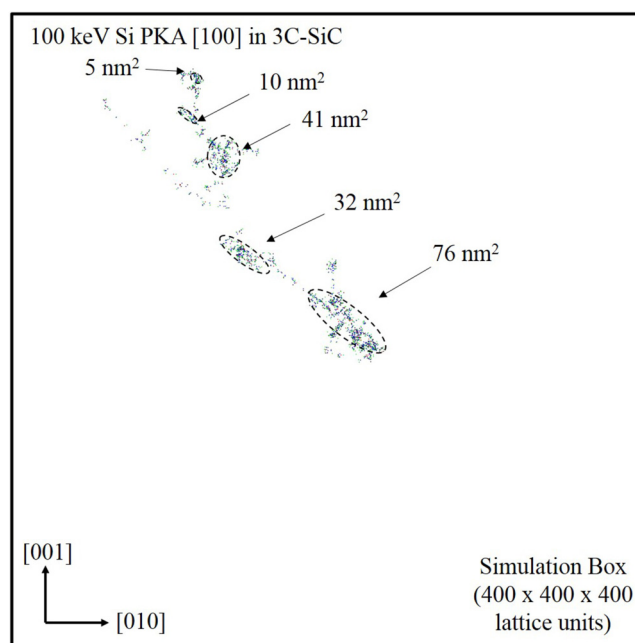 100 keV Si PKA [100] in 3C-SiC
5 nm²
10 nm²
41 nm²
32 nm²
76 nm²
[001]
[010]
Simulation Box
(400 x 400 x 400
lattice units)